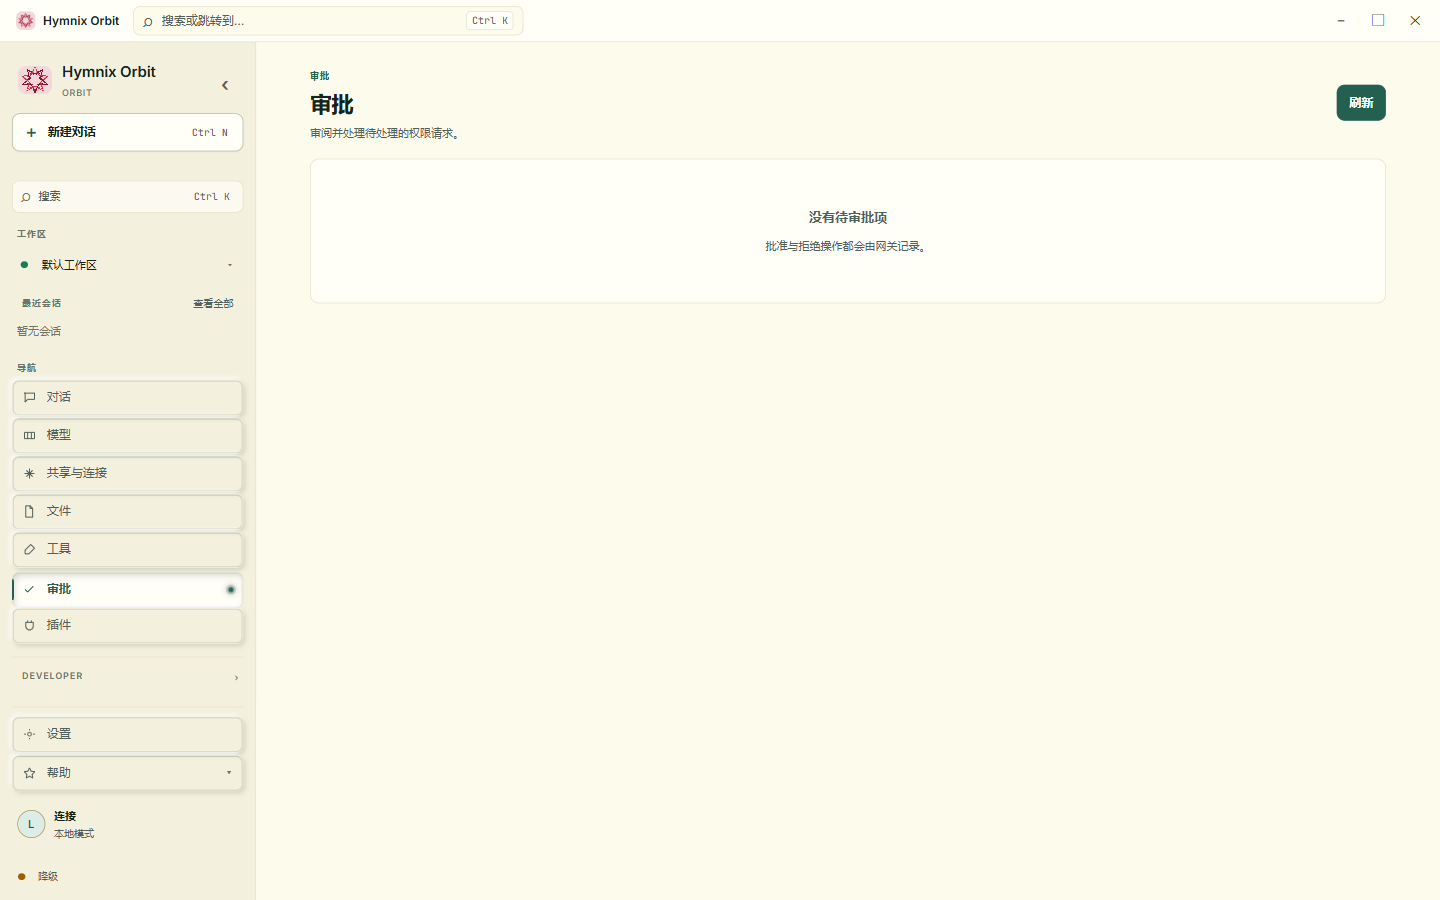 Hymnix Orbit
搜索或跳转到...
Ctrl K
Hymnix Orbit
ORBIT
新建对话
Ctrl N
搜索
Ctrl K
工作区
默认工作区
最近会话
查看全部
暂无会话
导航
对话
模型
共享与连接
文件
工具
审批
插件
DEVELOPER
设置
帮助
L
连接
本地模式
降级
审批
审批
审阅并处理待处理的权限请求。
刷新
没有待审批项
批准与拒绝操作都会由网关记录。